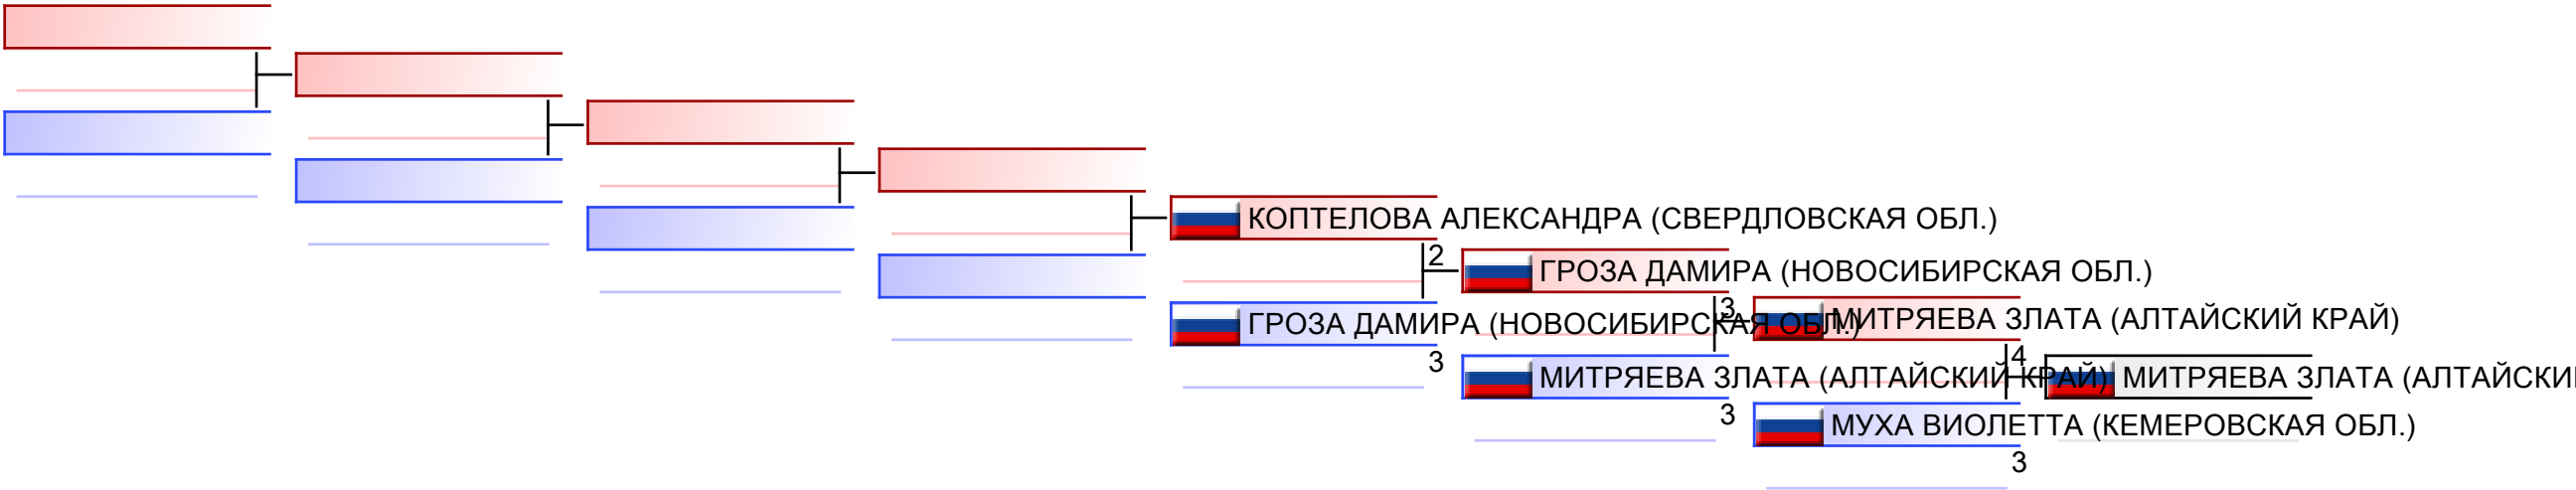 КОПТЕЛОВА АЛЕКСАНДРА (СВЕРДЛОВСКАЯ ОБЛ.)
2
ГРОЗА ДАМИРА (НОВОСИБИРСКАЯ ОБЛ.)
ГРОЗА ДАМИРА (НОВОСИБИРСКАЯ ОБЛ.)
3
3
МИТРЯЕВА ЗЛАТА (АЛТАЙСКИЙ КРАЙ)
МИТРЯЕВА ЗЛАТА (АЛТАЙСКИЙ КРАЙ)
3
4
МИТРЯЕВА ЗЛАТА (АЛТАЙСКИ
МУХА ВИОЛЕТТА (КЕМЕРОВСКАЯ ОБЛ.)
3